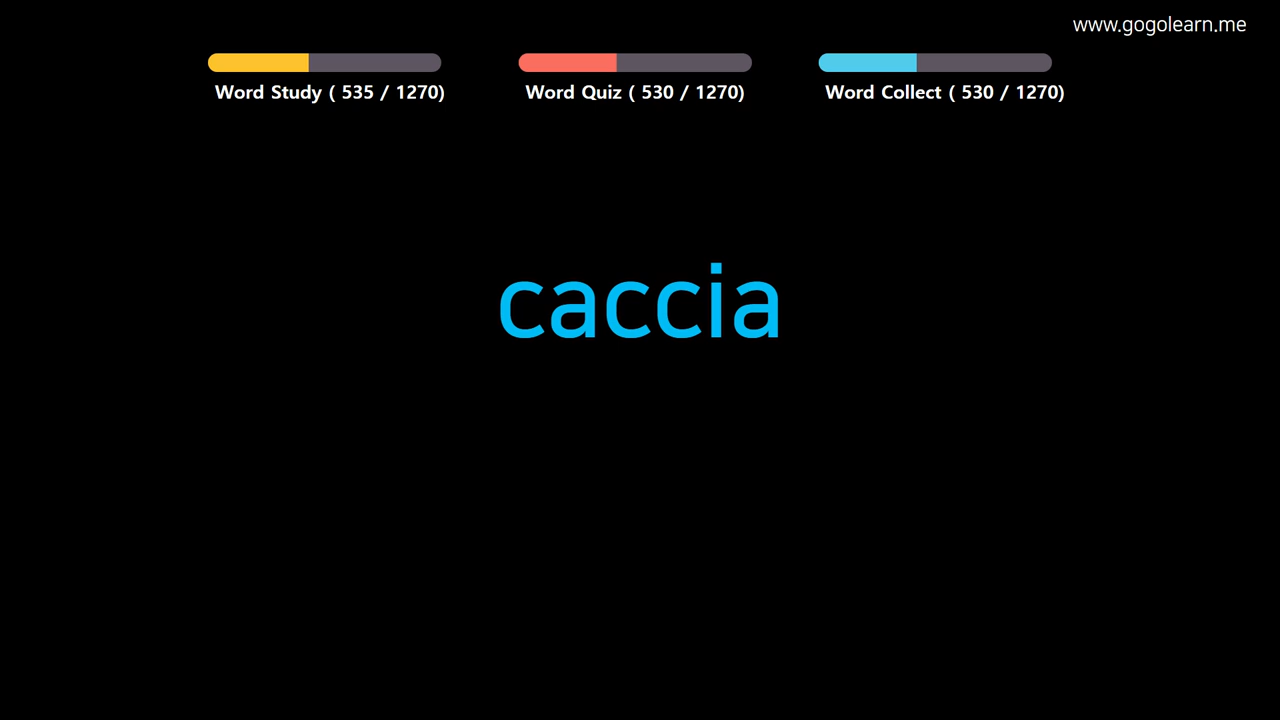 www.gogolearn.me
Word Study ( 535 / 1270)
Word Quiz ( 530 / 1270)
Word Collect ( 530 / 1270)
caccia